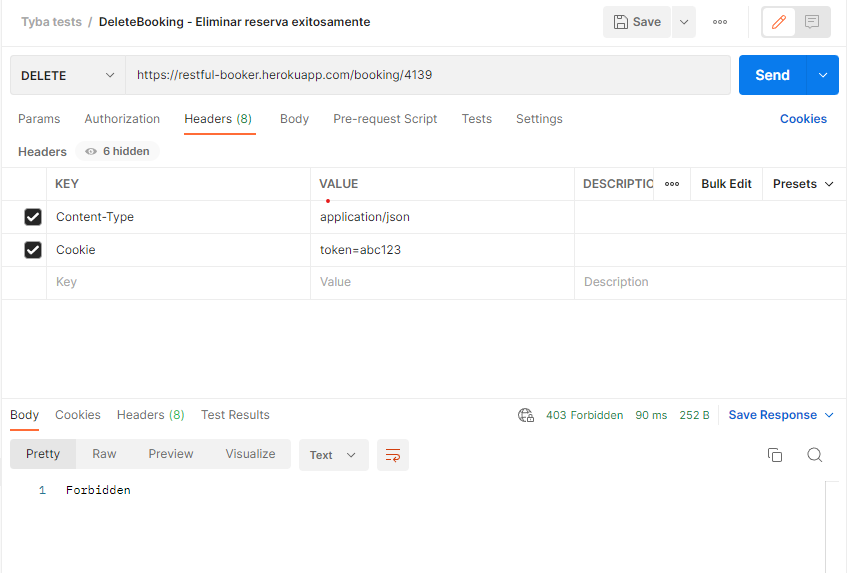 Tyba tests / DeleteBooking - Eliminar reserva exitosamente Save
DELETE https://restful-booker.herokuapp.com/booking/4139 Send
Params Authorization Headers (8) Body Pre-request Script Tests Settings Cookies
Headers 6 hidden
KEY VALUE DESCRIPTIO Bulk Edit Presets
Content-Type application/json
Cookie token=abc123
Key Value Description
Body Cookies Headers (8) Test Results 403 Forbidden 90 ms 252 B Save Response
Pretty Raw Preview Visualize Text
1 Forbidden